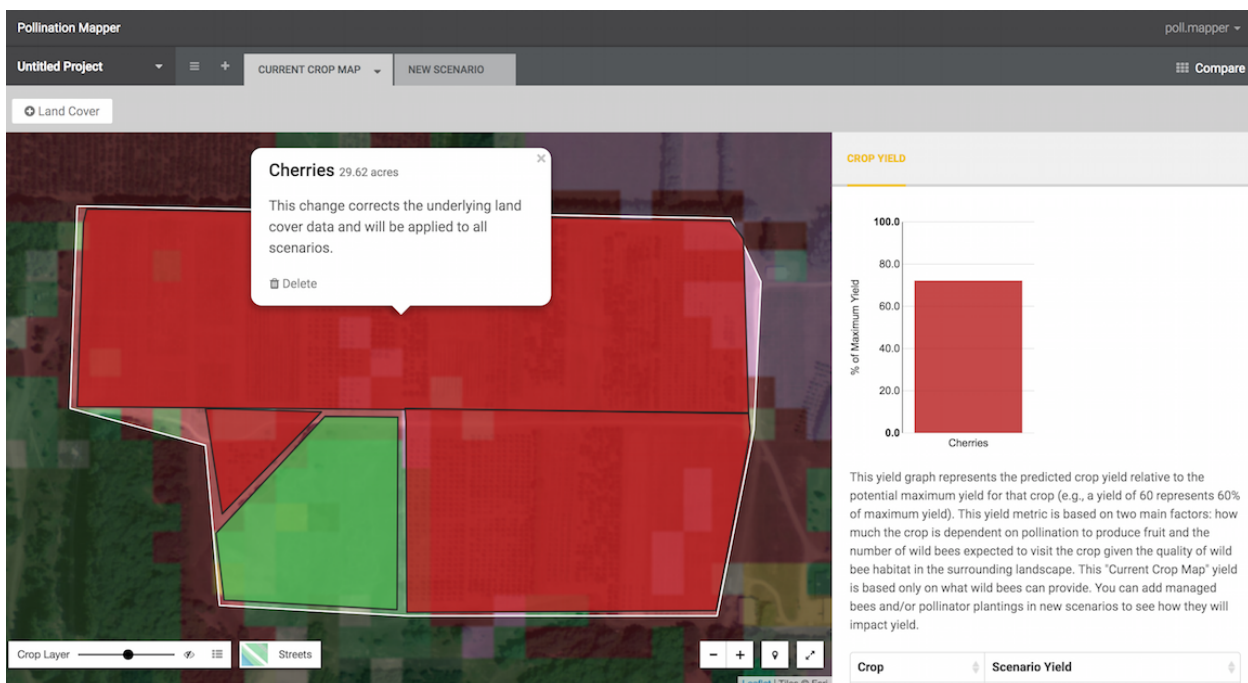 Pollination Mapper
poll.mapper
Untitled Project
CURRENT CROP MAP
NEW SCENARIO
Compare
Land Cover
Cherries 29.62 acres
This change corrects the underlying land
cover data and will be applied to all
scenarios.
Delete
Crop Layer
Streets
CROP YIELD
100.0
80.0
60.0
40.0
20.0
0.0
% of Maximum Yield
Cherries
This yield graph represents the predicted crop yield relative to the
potential maximum yield for that crop (e.g., a yield of 60 represents 60%
of maximum yield). This yield metric is based on two main factors: how
much the crop is dependent on pollination to produce fruit and the
number of wild bees expected to visit the crop given the quality of wild
bee habitat in the surrounding landscape. This "Current Crop Map" yield
is based only on what wild bees can provide. You can add managed
bees and/or pollinator plantings in new scenarios to see how they will
impact yield.
Crop
Scenario Yield